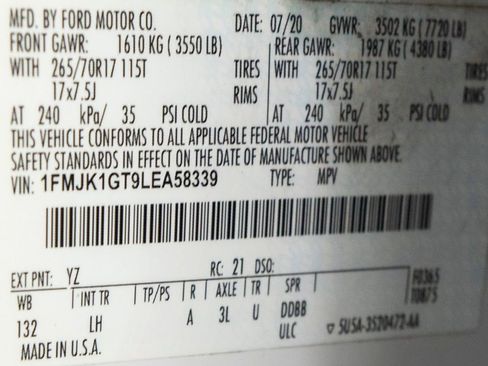 MFD. BY FORD MOTOR CO. DATE: 07/20 GVWR: 3502 KG ( 7720 LB)
FRONT GAWR: 1610 KG ( 3550 LB) REAR GAWR: 1987 KG ( 4380 LB)
WITH 265/70R17 115T TIRES WITH 265/70R17 115T TIRES
17x7.5J RIMS 17x7.5J RIMS
AT 240 kPa/ 35 PSI COLD AT 240 kPa/ 35 PSI COLD
THIS VEHICLE CONFORMS TO ALL APPLICABLE FEDERAL MOTOR VEHICLE
SAFETY STANDARDS IN EFFECT ON THE DATE OF MANUFACTURE SHOWN ABOVE.
VIN: 1FMJK1GT9LEA58339 TYPE: MPV
EXT PNT: YZ RC: 21 DSO: F0365
WB INT TR TP/PS R AXLE TR SPR T0875
132 LH A 3L U DDBB
ULC ▽ 5U5A-3520472-AA
MADE IN U.S.A.